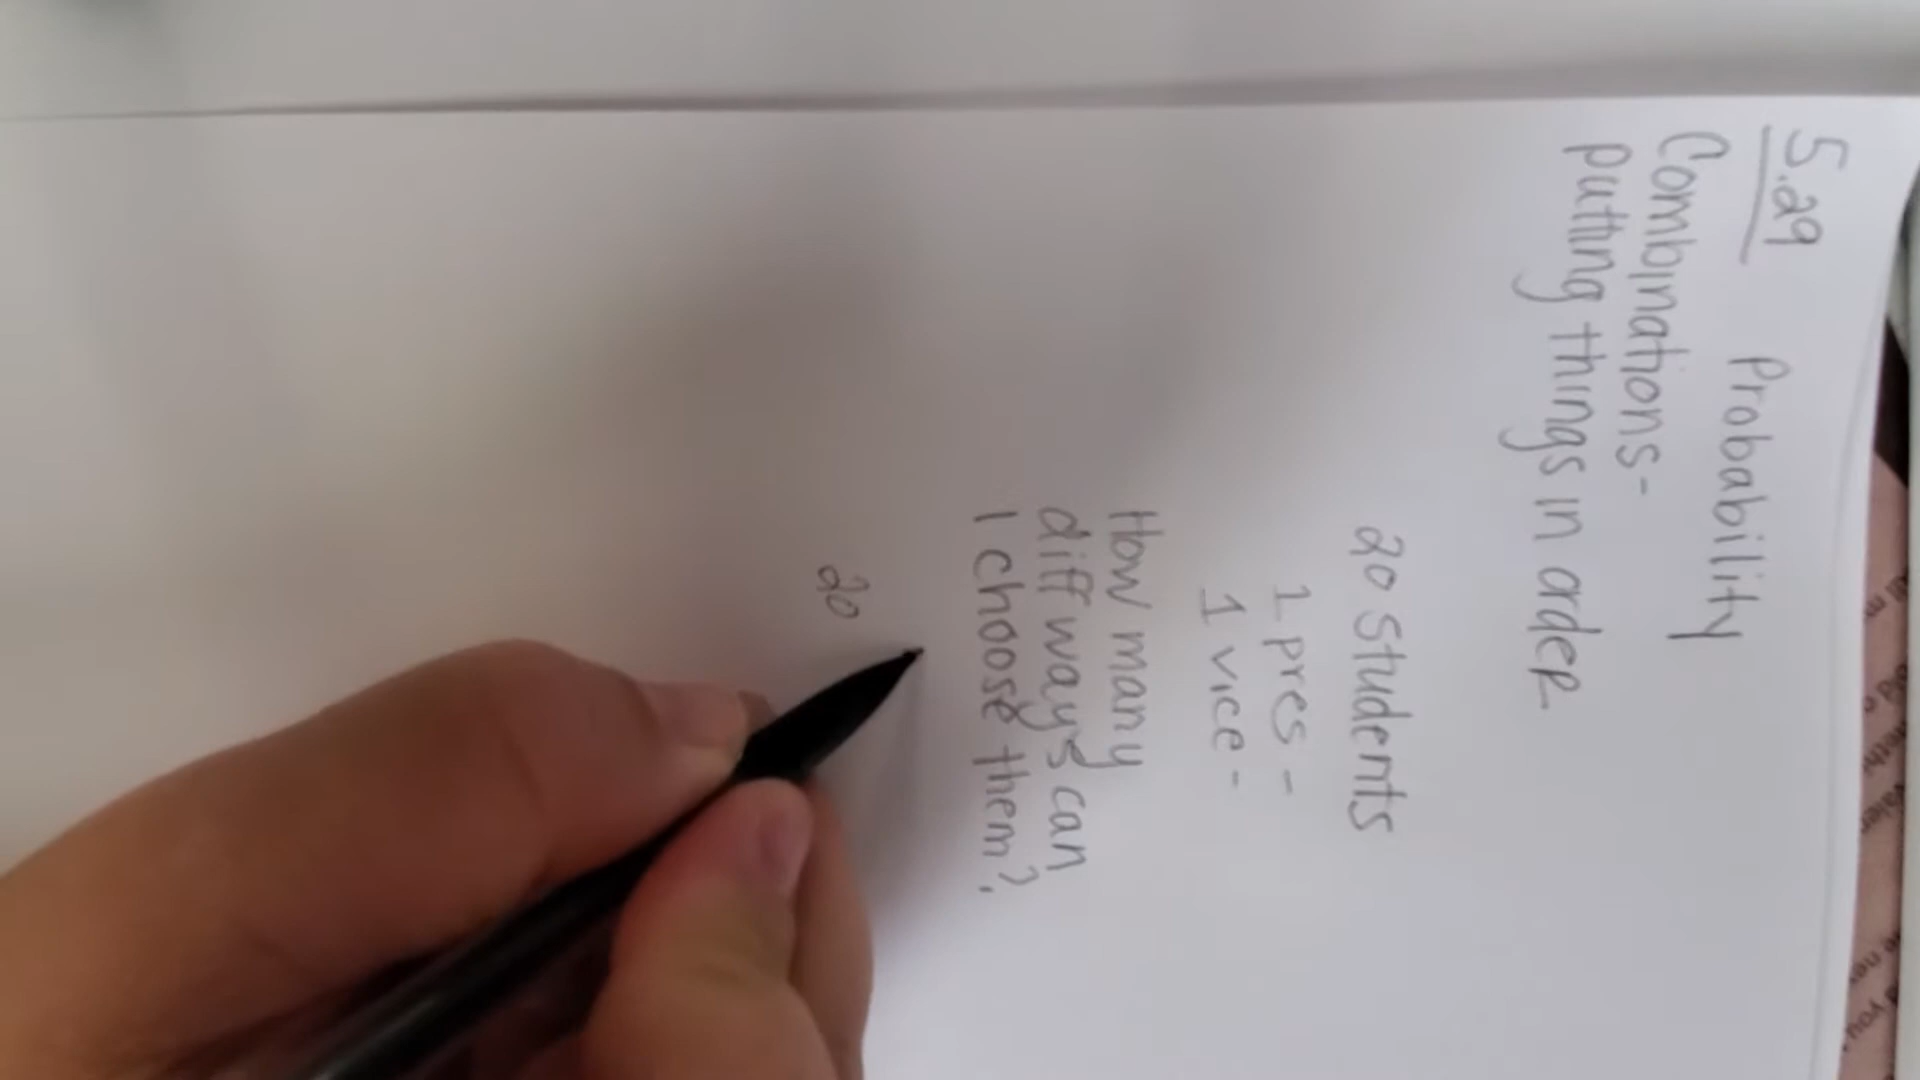 5.29 Probability
Combinations-
putting things in order
20 students
1 pres -
1 vice -
How many
diff ways can
I choose them?
20